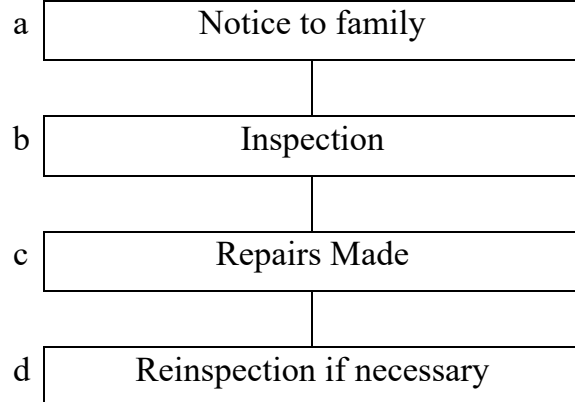 a Notice to family
b Inspection
c Repairs Made
d Reinspection if necessary